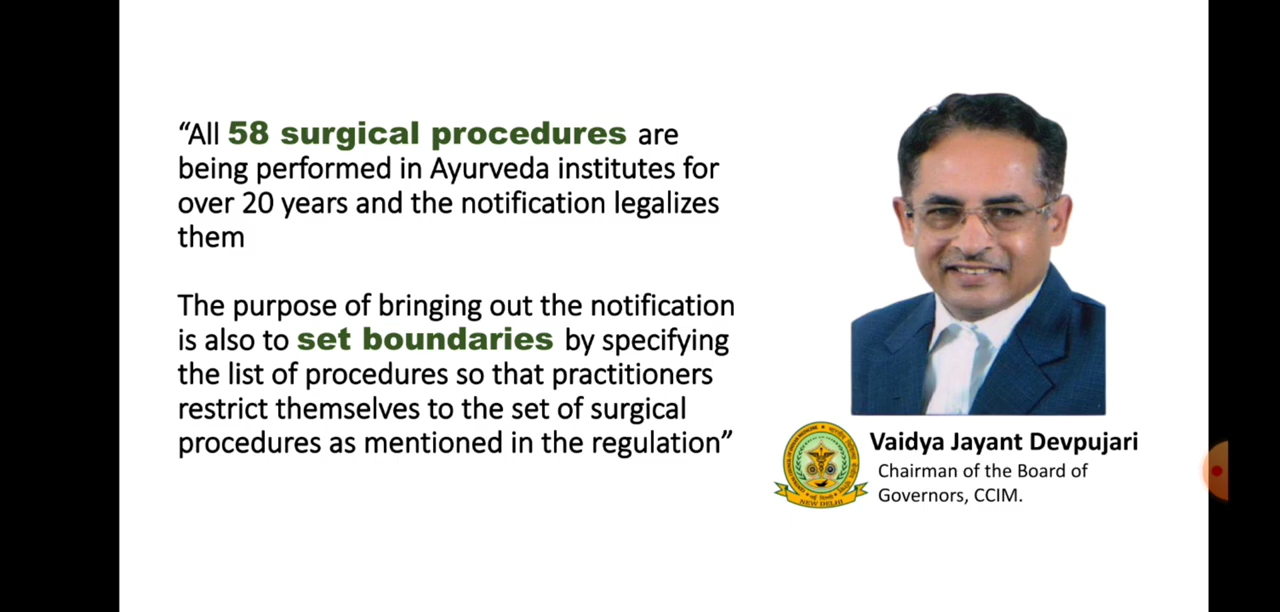 “All 58 surgical procedures are
being performed in Ayurveda institutes for
over 20 years and the notification legalizes
them
The purpose of bringing out the notification
is also to set boundaries by specifying
the list of procedures so that practitioners
restrict themselves to the set of surgical
procedures as mentioned in the regulation”
Vaidya Jayant Devpujari
Chairman of the Board of
Governors, CCIM.
NEW DELHI